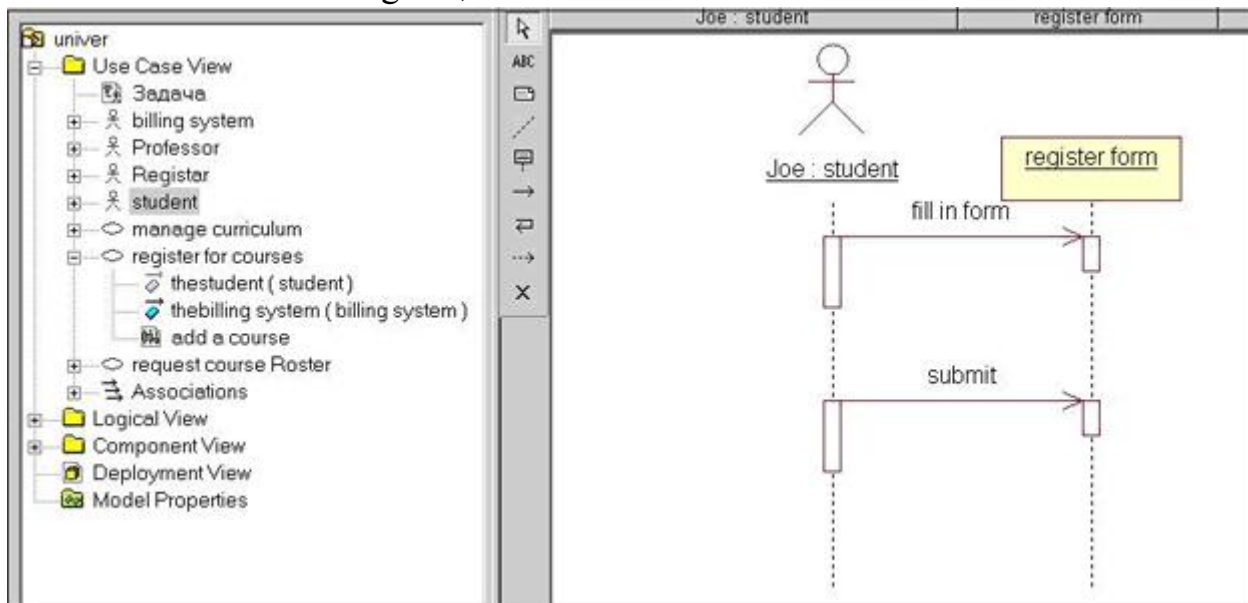 univer
Use Case View
Задача
billing system
Professor
Registar
student
manage curriculum
register for courses
thestudent ( student )
thebilling system ( billing system )
add a course
request course Roster
Associations
Logical View
Component View
Deployment View
Model Properties
ABC
Joe : student
register form
Joe : student
register form
fill in form
submit